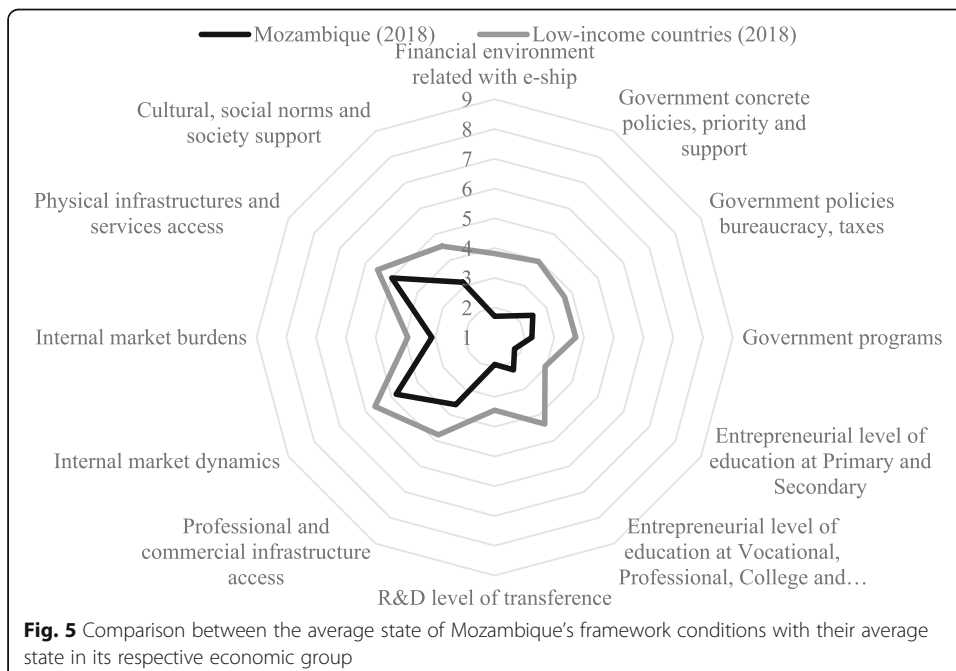 Mozambique (2018) Low-income countries (2018)
Financial environment
related with e-ship
Government concrete
policies, priority and
support
Government policies
bureaucracy, taxes
Government programs
Entrepreneurial level of
education at Primary and
Secondary
Entrepreneurial level of
education at Vocational,
Professional, College and…
R&D level of transference
Professional and
commercial infrastructure
access
Internal market dynamics
Internal market burdens
Physical infrastructures and
services access
Cultural, social norms and
society support
9
8
7
6
5
4
3
2
1
Fig. 5 Comparison between the average state of Mozambique's framework conditions with their average
state in its respective economic group